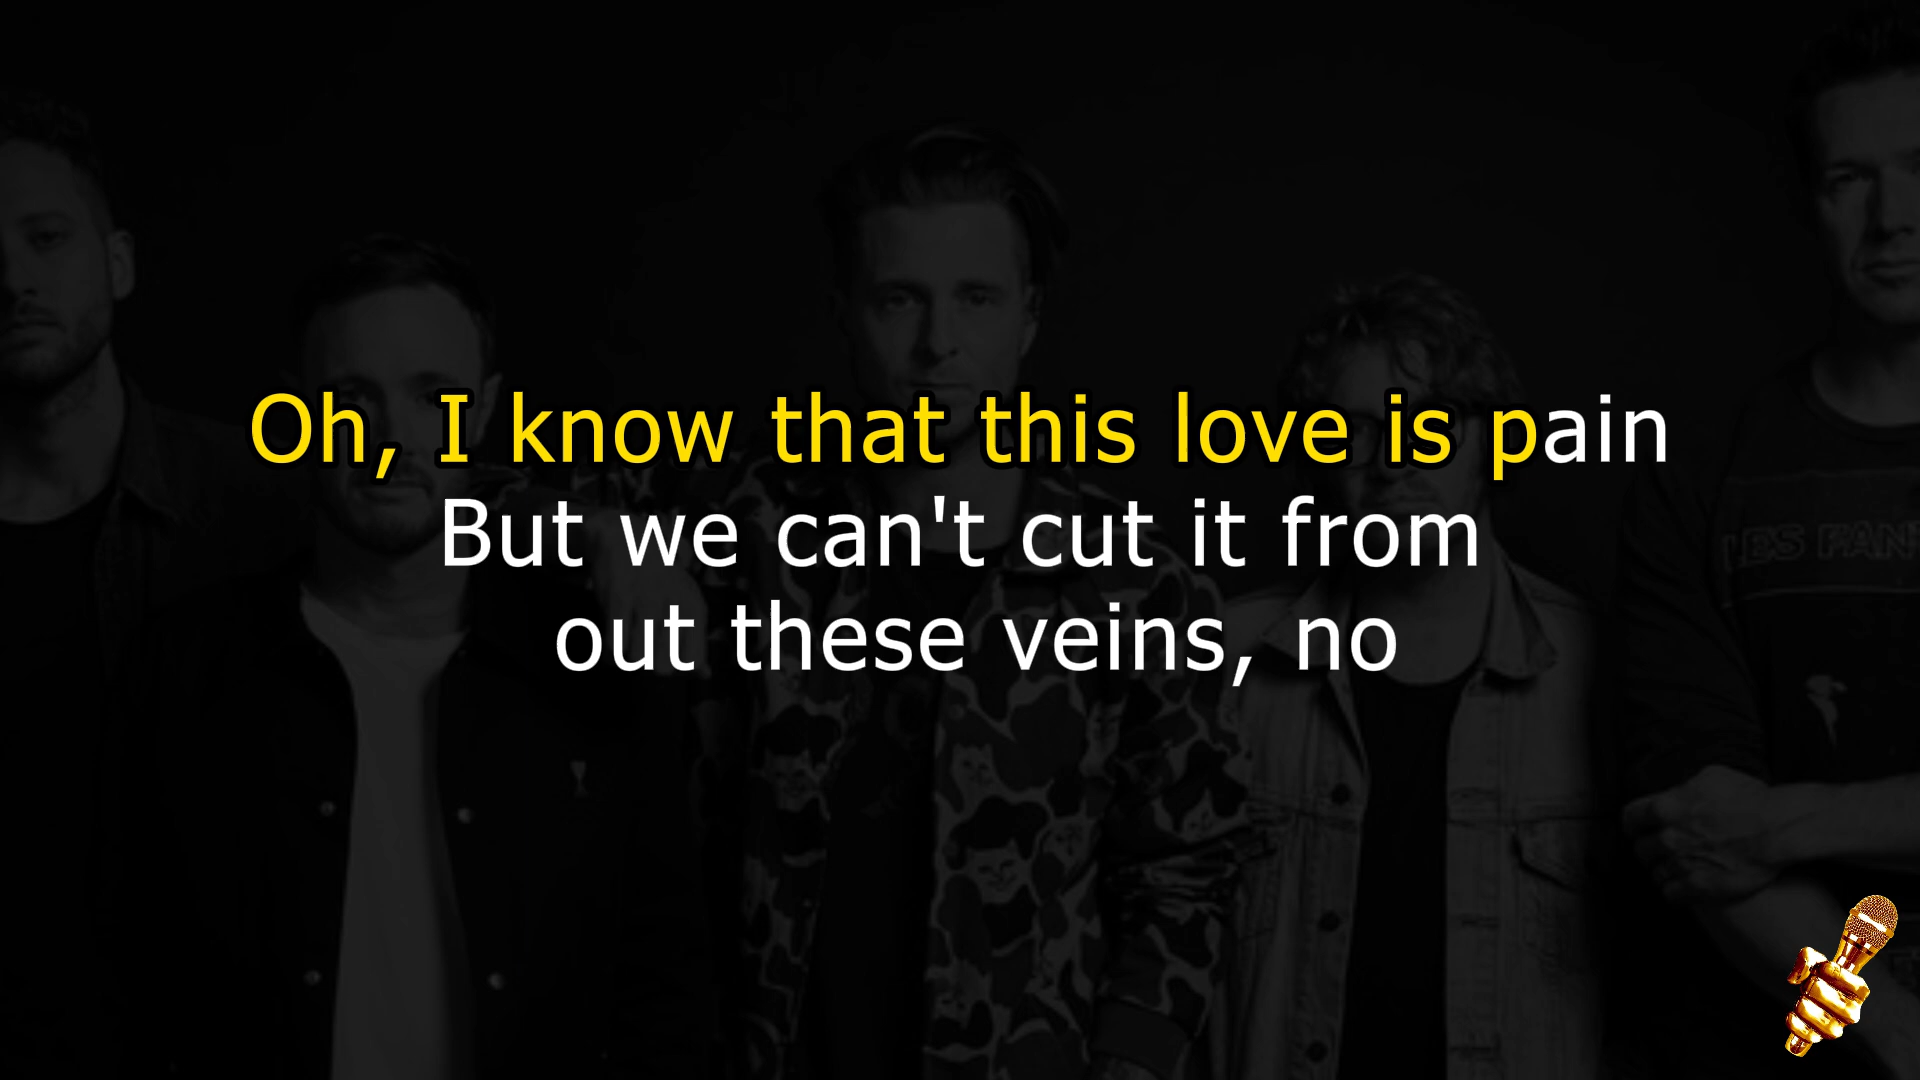 Oh, I know that this love is pain
But we can't cut it from
out these veins, no